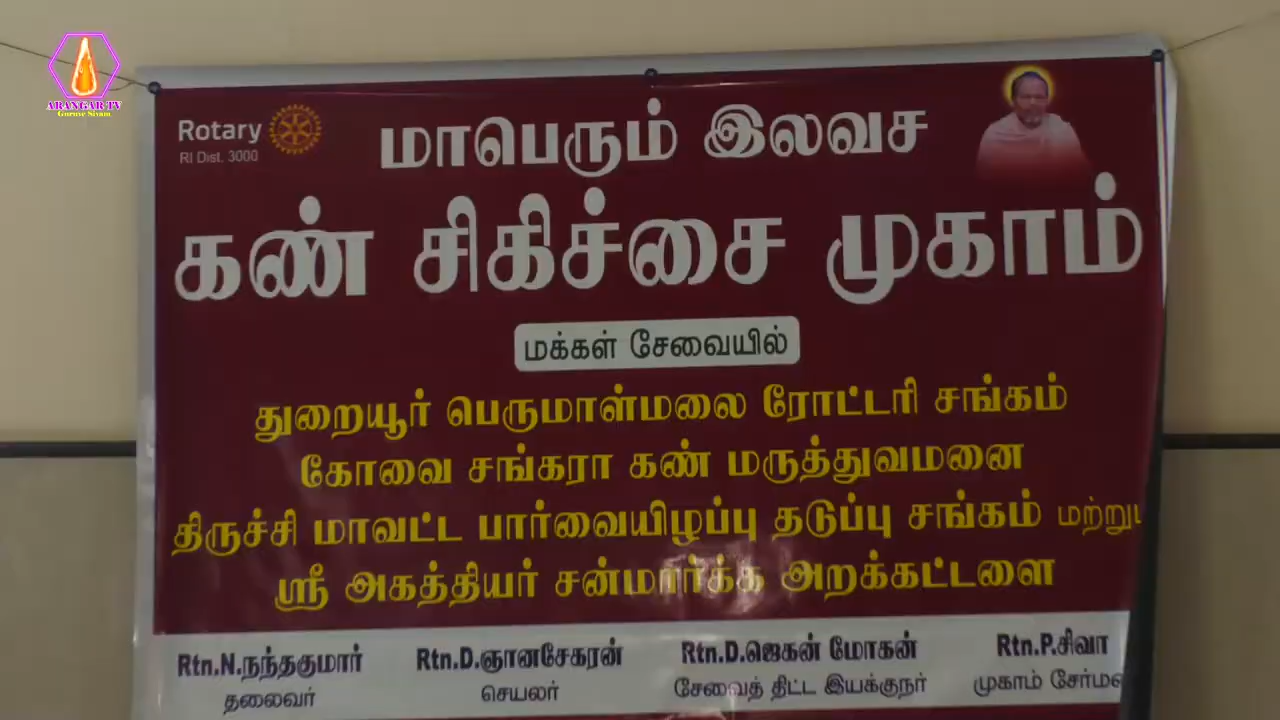 ARANGAR TV
Guruve Sivam
Rotary
RI Dist. 3000
மாபெரும் இலவச
கண் சிகிச்சை முகாம்
மக்கள் சேவையில்
துறையூர் பெருமாள்மலை ரோட்டரி சங்கம்
கோவை சங்கரா கண் மருத்துவமனை
திருச்சி மாவட்ட பார்வையிழப்பு தடுப்பு சங்கம்
ஸ்ரீ அகத்தியர் சன்மார்க்க அறக்கட்டளை
Rtn.N.நந்தகுமார் Rtn.D.ஞானசேகரன் Rtn.D.ஜெகன் மோகன் Rtn.P.சிவா
தலைவர் செயலர் சேவைத் திட்ட இயக்குநர் முகாம்